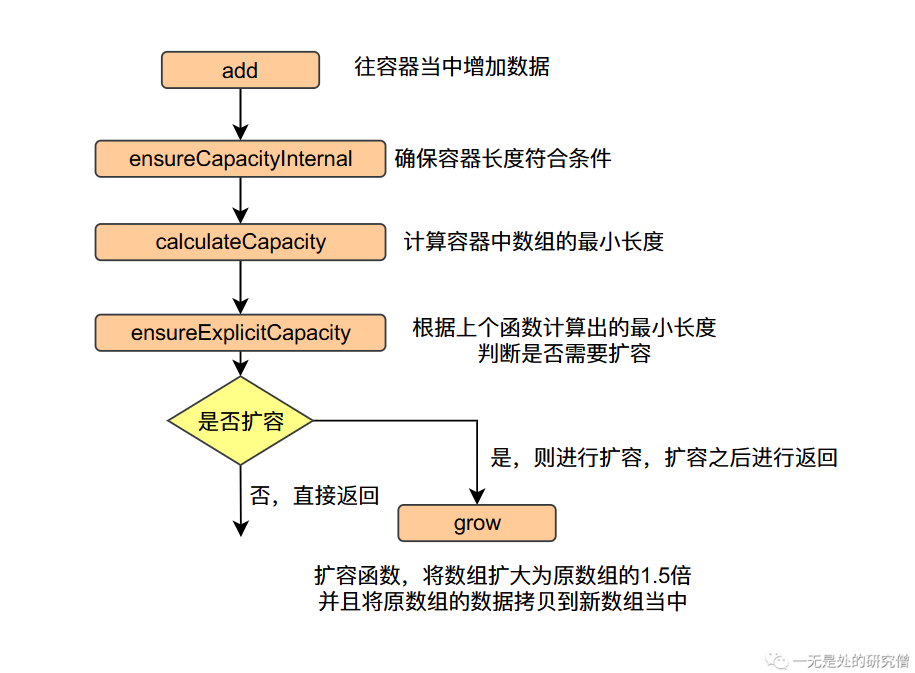 add
往容器当中增加数据
ensureCapacityInternal
确保容器长度符合条件
calculateCapacity
计算容器中数组的最小长度
ensureExplicitCapacity
根据上个函数计算出的最小长度
判断是否需要扩容
是否扩容
是，则进行扩容，扩容之后进行返回
否，直接返回
grow
扩容函数，将数组扩大为原数组的1.5倍
并且将原数组的数据拷贝到新数组当中
一无是处的研究僧